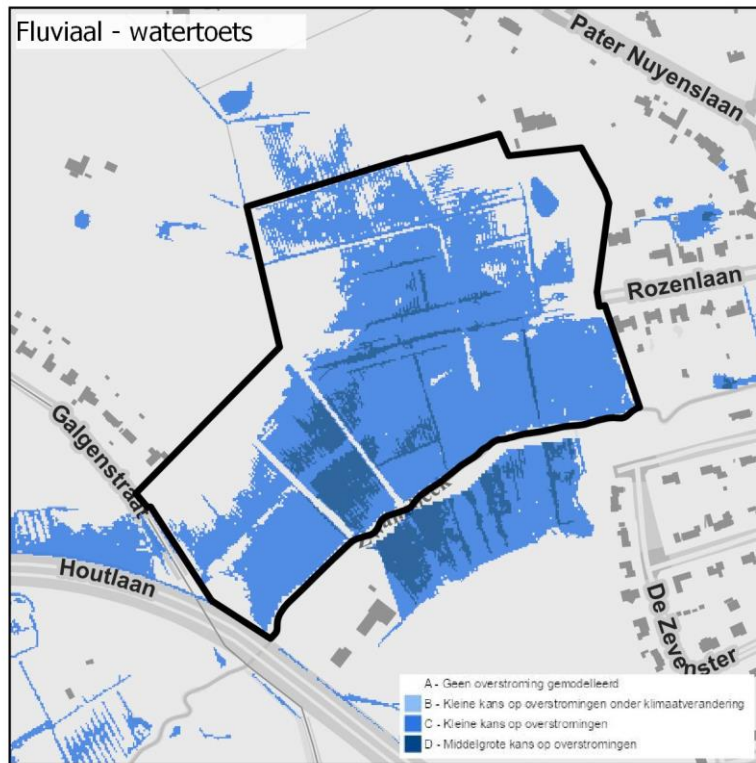 Fluviaal - watertoets
Pater Nuyenslaan
Rozenlaan
Galgenstraat
Houtlaan
De Zevenster
A - Geen overstroming gemodelleerd
B - Kleine kans op overstromingen onder klimaatverandering
C - Kleine kans op overstromingen
D - Middelgrote kans op overstromingen